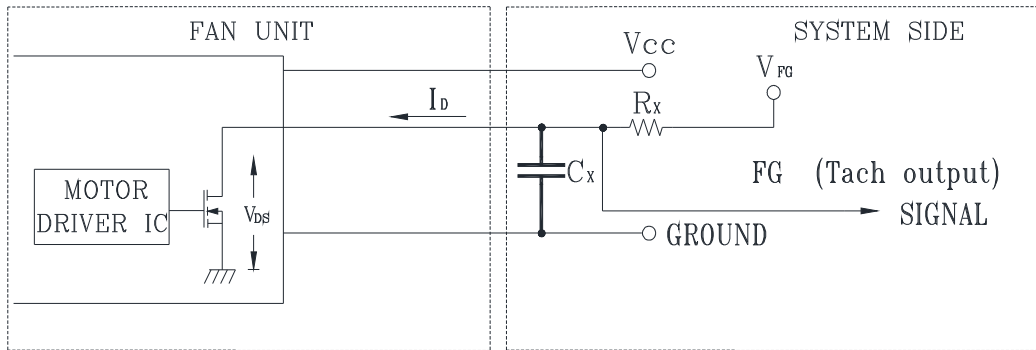 FAN UNIT
SYSTEM SIDE
Vcc
VFG
ID
RX
CX
MOTOR
DRIVER IC
VDS
FG (Tach output)
SIGNAL
GROUND